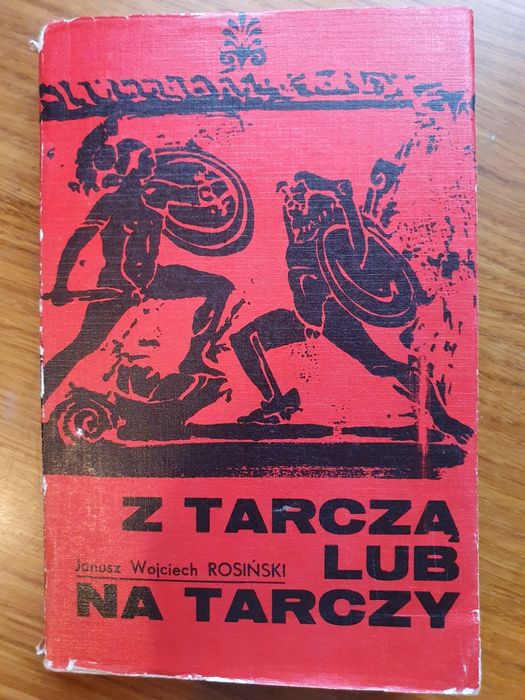 Z TARCZĄ
Janusz Wojciech ROSIŃSKI
LUB
NA TARCZY